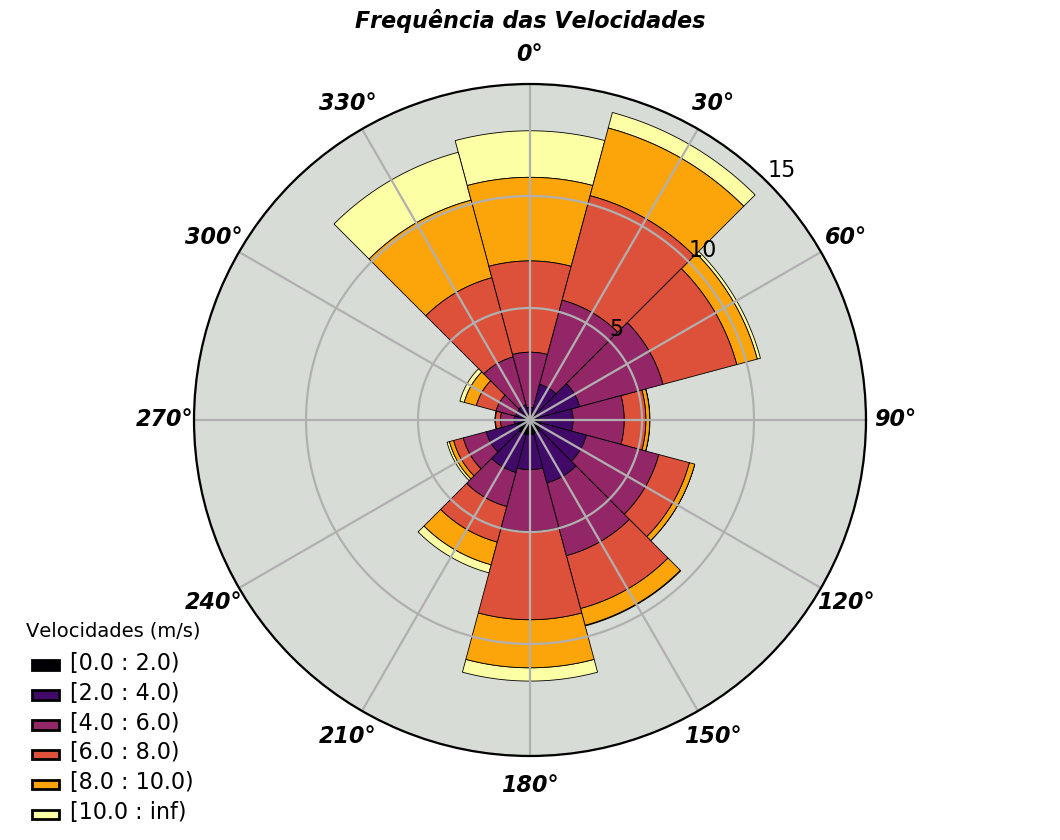 Frequência das Velocidades
0°
330°
30°
15
300°
60°
10
5
270°
90°
240°
120°
210°
150°
180°
Velocidades (m/s)
[0.0 : 2.0)
[2.0 : 4.0)
[4.0 : 6.0)
[6.0 : 8.0)
[8.0 : 10.0)
[10.0 : inf)